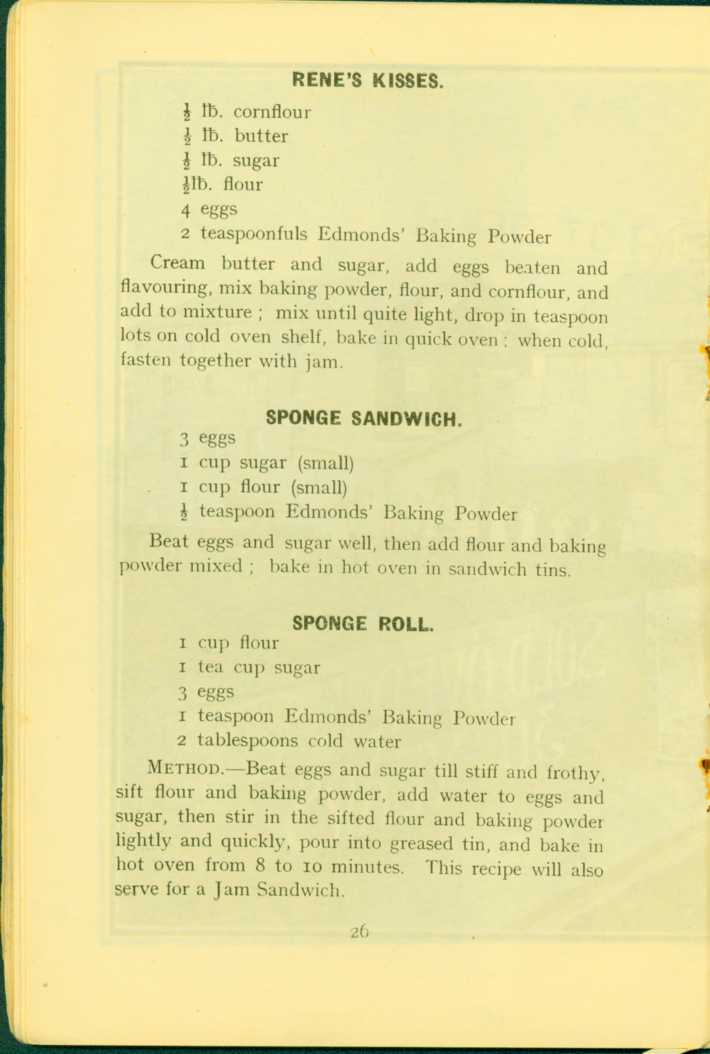 RENE'S KISSES.
½ lb. cornflour
½ lb. butter
½ lb. sugar
½lb. flour
4 eggs
2 teaspoonfuls Edmonds' Baking Powder
Cream butter and sugar, add eggs beaten and
flavouring, mix baking powder, flour, and cornflour, and
add to mixture ; mix until quite light, drop in teaspoon
lots on cold oven shelf, bake in quick oven ; when cold,
fasten together with jam.
SPONGE SANDWICH.
3 eggs
1 cup sugar (small)
1 cup flour (small)
½ teaspoon Edmonds' Baking Powder
Beat eggs and sugar well, then add flour and baking
powder mixed ; bake in hot oven in sandwich tins.
SPONGE ROLL.
1 cup flour
1 tea cup sugar
3 eggs
1 teaspoon Edmonds' Baking Powder
2 tablespoons cold water
METHOD.—Beat eggs and sugar till stiff and frothy,
sift flour and baking powder, add water to eggs and
sugar, then stir in the sifted flour and baking powder
lightly and quickly, pour into greased tin, and bake in
hot oven from 8 to 10 minutes. This recipe will also
serve for a Jam Sandwich.
26